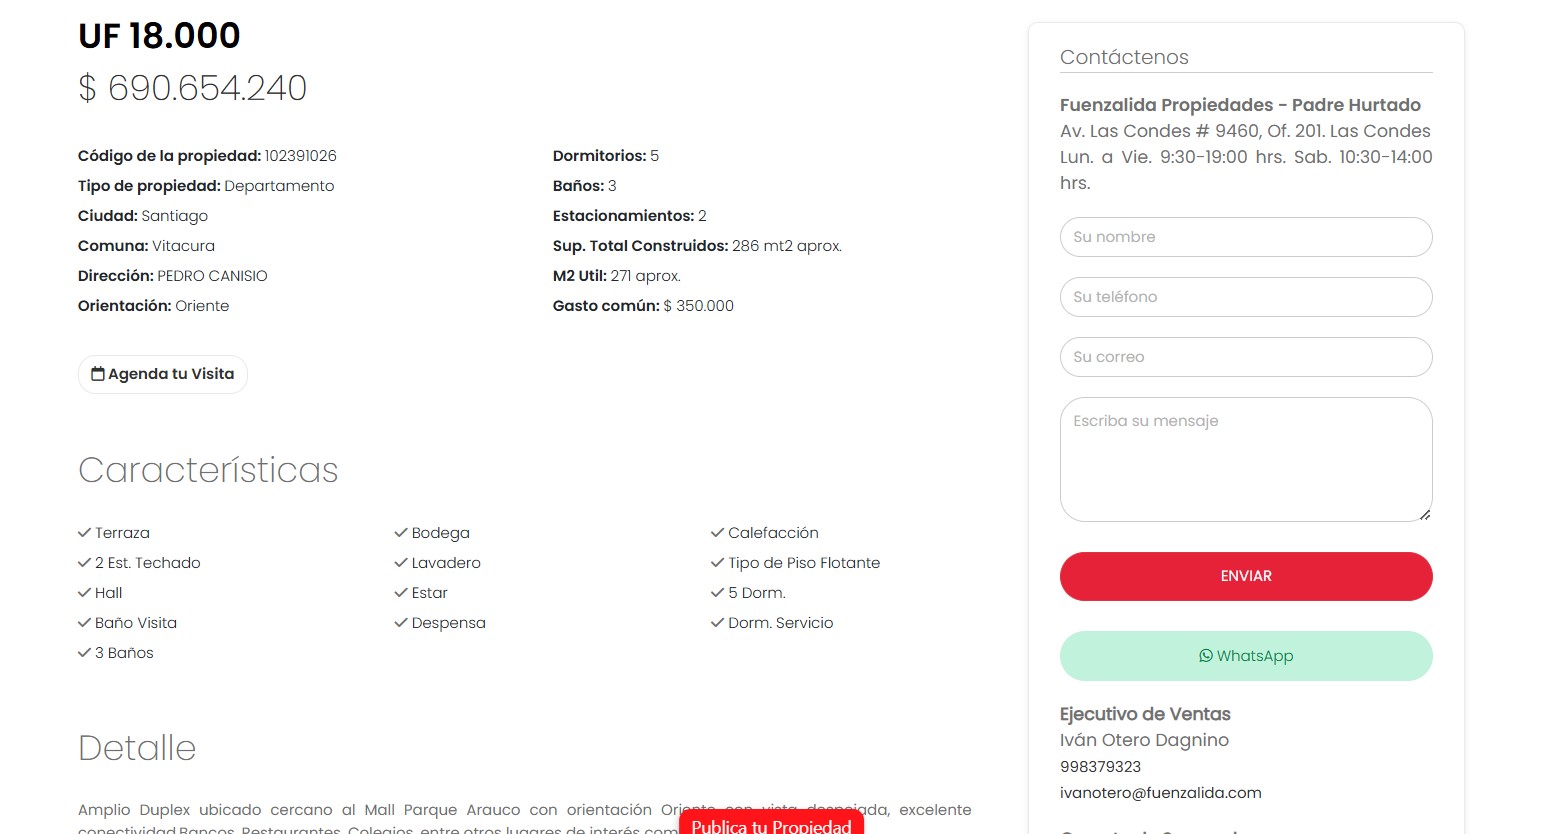 UF 18.000
$ 690.654.240
Código de la propiedad: 102391026
Tipo de propiedad: Departamento
Ciudad: Santiago
Comuna: Vitacura
Dirección: PEDRO CANISIO
Orientación: Oriente
Dormitorios: 5
Baños: 3
Estacionamientos: 2
Sup. Total Construidos: 286 mt2 aprox.
M2 Util: 271 aprox.
Gasto común: $ 350.000
Agenda tu Visita
Características
Terraza
2 Est. Techado
Hall
Baño Visita
3 Baños
Bodega
Lavadero
Estar
Despensa
Calefacción
Tipo de Piso Flotante
5 Dorm.
Dorm. Servicio
Detalle
Amplio Duplex ubicado cercano al Mall Parque Arauco con orientación Oriente con vista despejada, excelente
conectividad Bancos, Restaurantes, Colegios, entre otros lugares de interés
Publica tu Propiedad
Contáctenos
Fuenzalida Propiedades - Padre Hurtado
Av. Las Condes # 9460, Of. 201. Las Condes
Lun. a Vie. 9:30-19:00 hrs. Sab. 10:30-14:00
hrs.
Su nombre
Su teléfono
Su correo
Escriba su mensaje
ENVIAR
WhatsApp
Ejecutivo de Ventas
Iván Otero Dagnino
998379323
ivanotero@fuenzalida.com